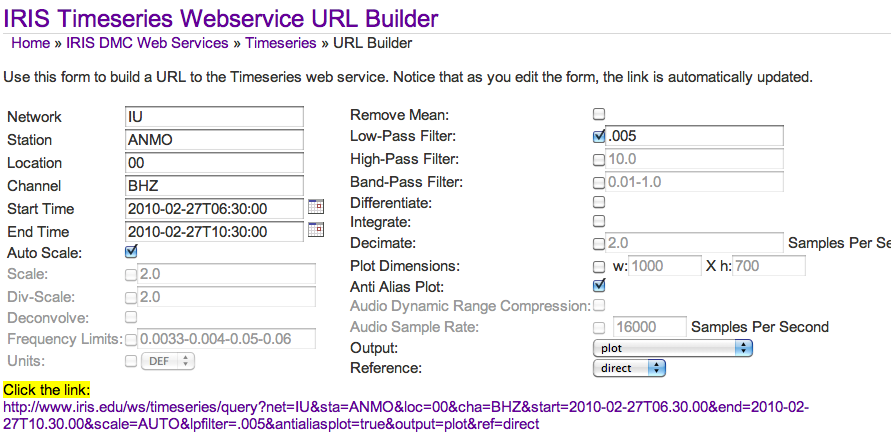 IRIS Timeseries Webservice URL Builder
Home » IRIS DMC Web Services » Timeseries » URL Builder
Use this form to build a URL to the Timeseries web service. Notice that as you edit the form, the link is automatically updated.
Network IU
Station ANMO
Location 00
Channel BHZ
Start Time 2010-02-27T06:30:00
End Time 2010-02-27T10:30:00
Auto Scale:
Scale: 2.0
Div-Scale: 2.0
Deconvolve:
Frequency Limits: 0.0033-0.004-0.05-0.06
Units: DEF
Remove Mean:
Low-Pass Filter: .005
High-Pass Filter: 10.0
Band-Pass Filter: 0.01-1.0
Differentiate:
Integrate:
Decimate: 2.0 Samples Per Se
Plot Dimensions: w: 1000 X h: 700
Anti Alias Plot:
Audio Dynamic Range Compression:
Audio Sample Rate: 16000 Samples Per Second
Output: plot
Reference: direct
Click the link:
http://www.iris.edu/ws/timeseries/query?net=IU&sta=ANMO&loc=00&cha=BHZ&start=2010-02-27T06.30.00&end=2010-02-
27T10.30.00&scale=AUTO&lpfilter=.005&antialiasplot=true&output=plot&ref=direct